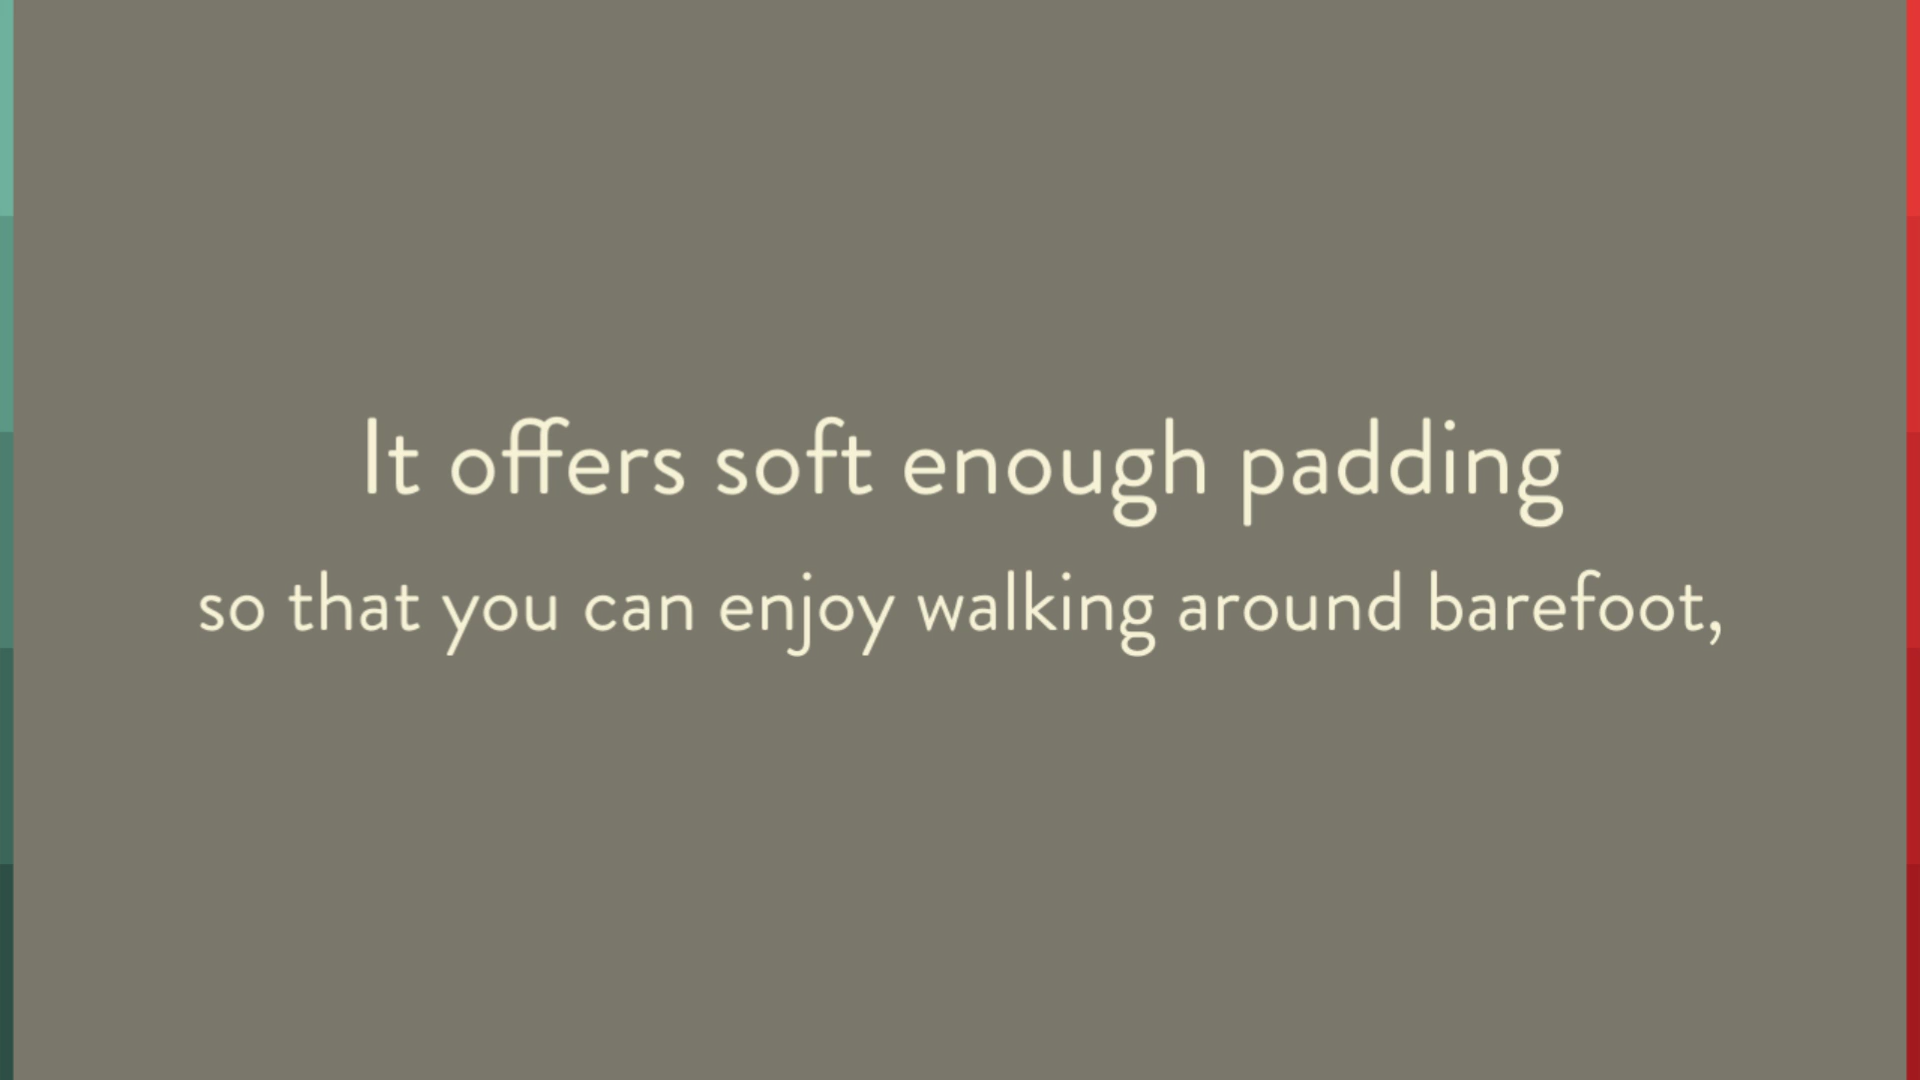 It offers soft enough padding
so that you can enjoy walking around barefoot,